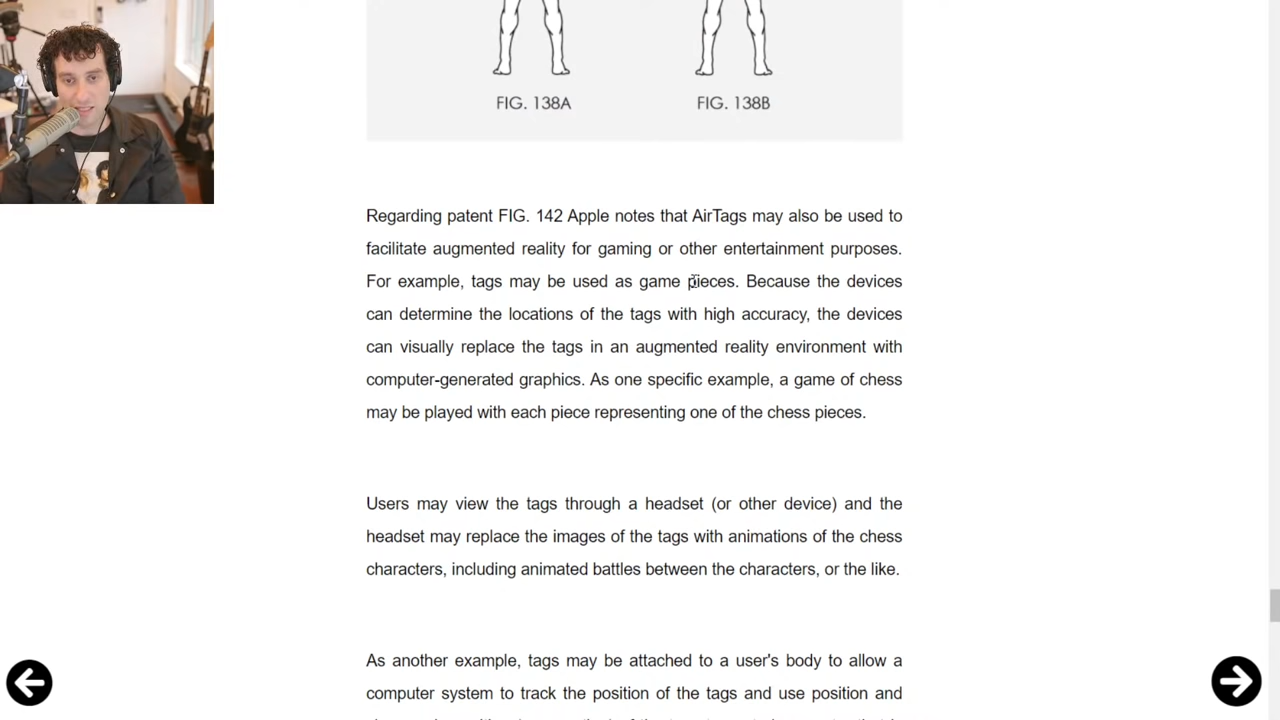 FIG. 138A FIG. 138B
Regarding patent FIG. 142 Apple notes that AirTags may also be used to
facilitate augmented reality for gaming or other entertainment purposes.
For example, tags may be used as game pieces. Because the devices
can determine the locations of the tags with high accuracy, the devices
can visually replace the tags in an augmented reality environment with
computer-generated graphics. As one specific example, a game of chess
may be played with each piece representing one of the chess pieces.
Users may view the tags through a headset (or other device) and the
headset may replace the images of the tags with animations of the chess
characters, including animated battles between the characters, or the like.
As another example, tags may be attached to a user's body to allow a
computer system to track the position of the tags and use position and